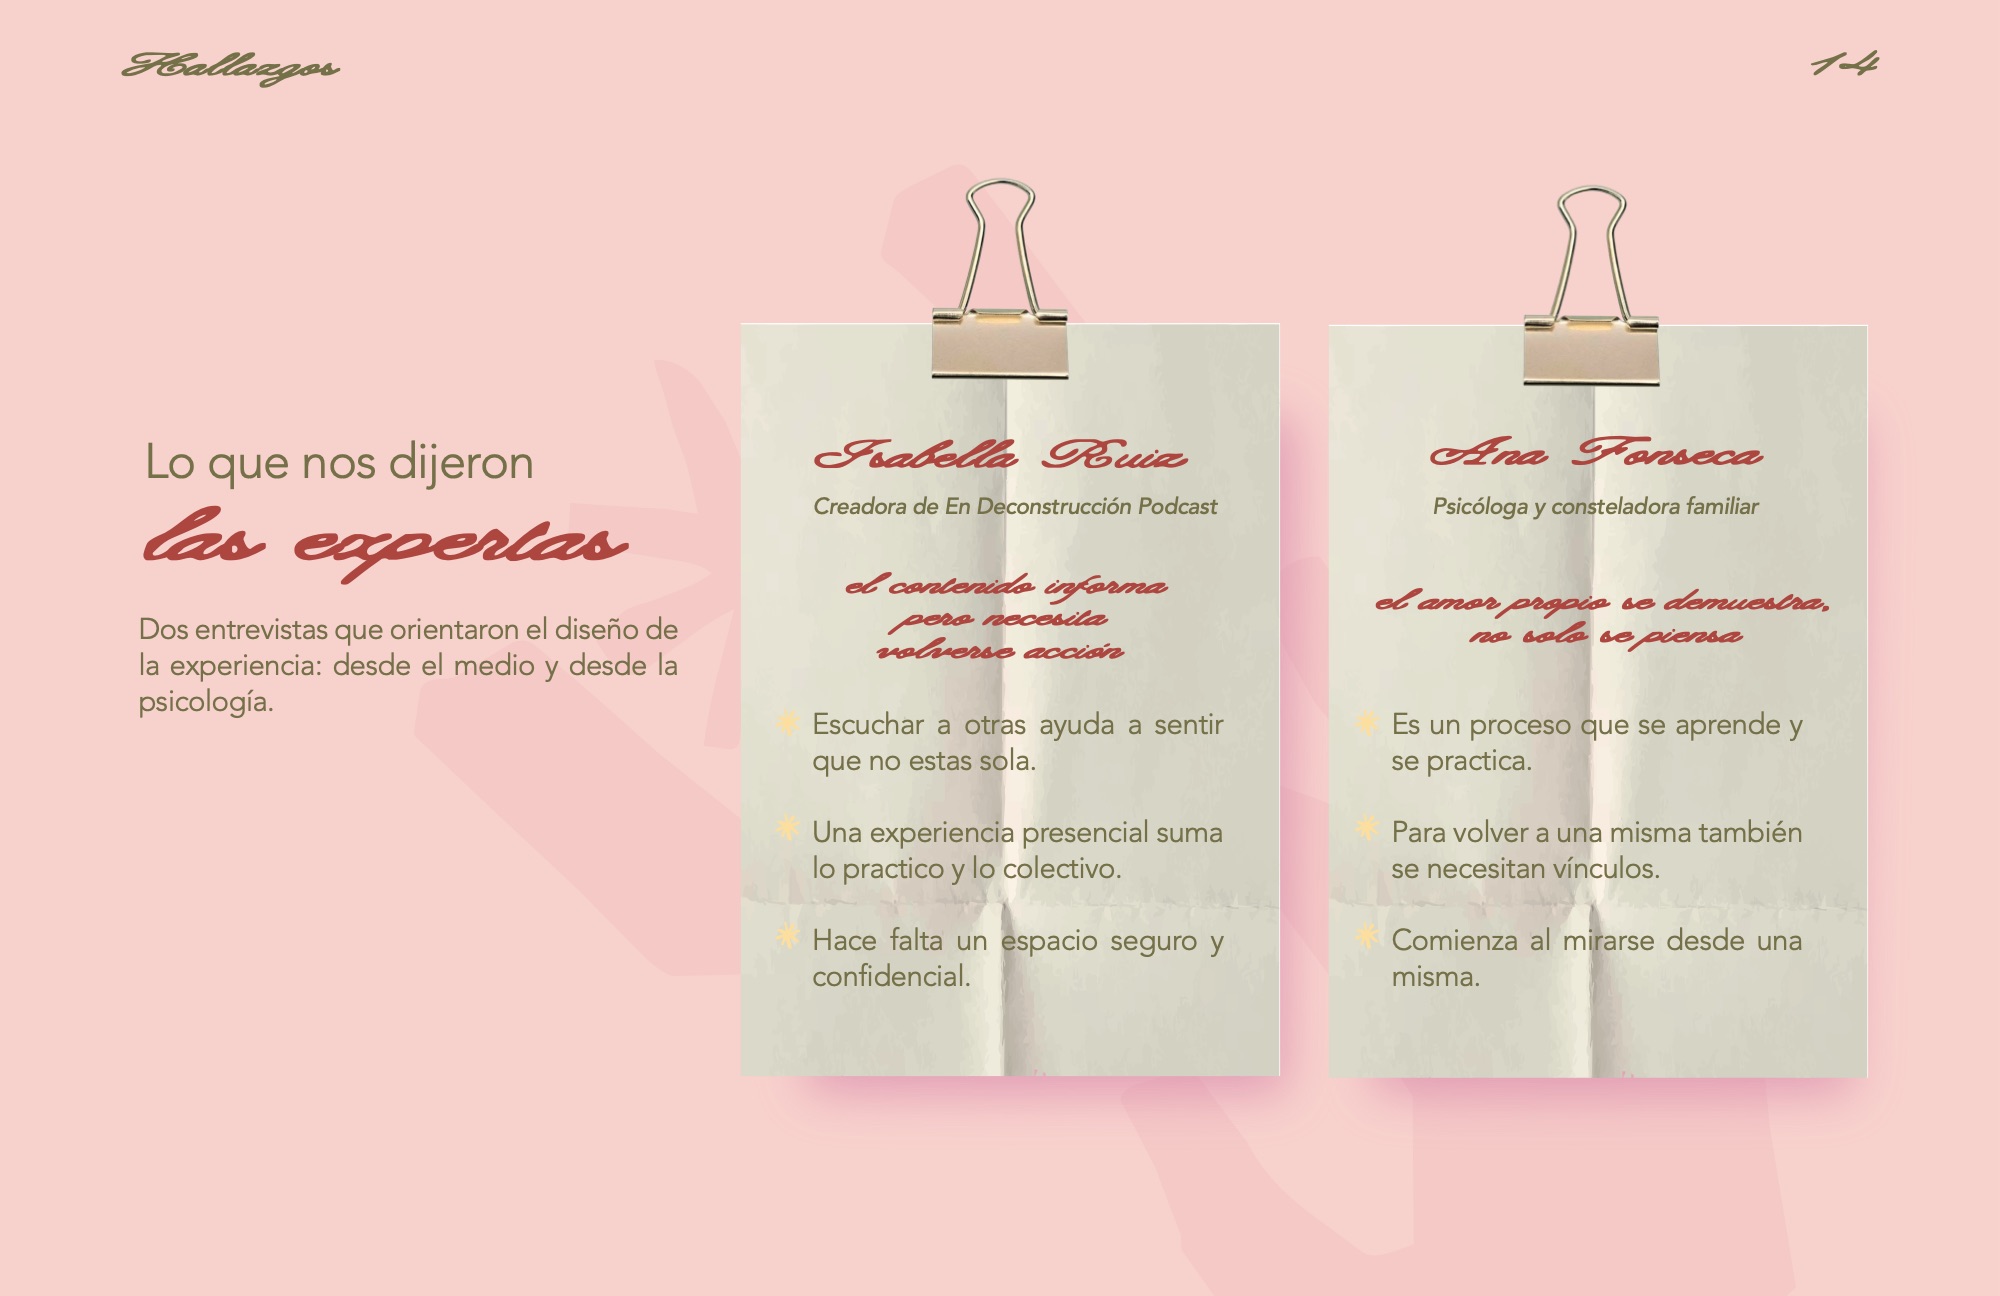 Hallazgos
14
Lo que nos dijeron
las expertas
Dos entrevistas que orientaron el diseño de
la experiencia: desde el medio y desde la
psicología.
Isabella Ruiz
Creadora de En Deconstrucción Podcast
el contenido informa
pero necesita
volverse acción
Escuchar a otras ayuda a sentir
que no estas sola.
Una experiencia presencial suma
lo practico y lo colectivo.
Hace falta un espacio seguro y
confidencial.
Ana Fonseca
Psicóloga y consteladora familiar
el amor propio se demuestra,
no solo se piensa
Es un proceso que se aprende y
se practica.
Para volver a una misma también
se necesitan vínculos.
Comienza al mirarse desde una
misma.